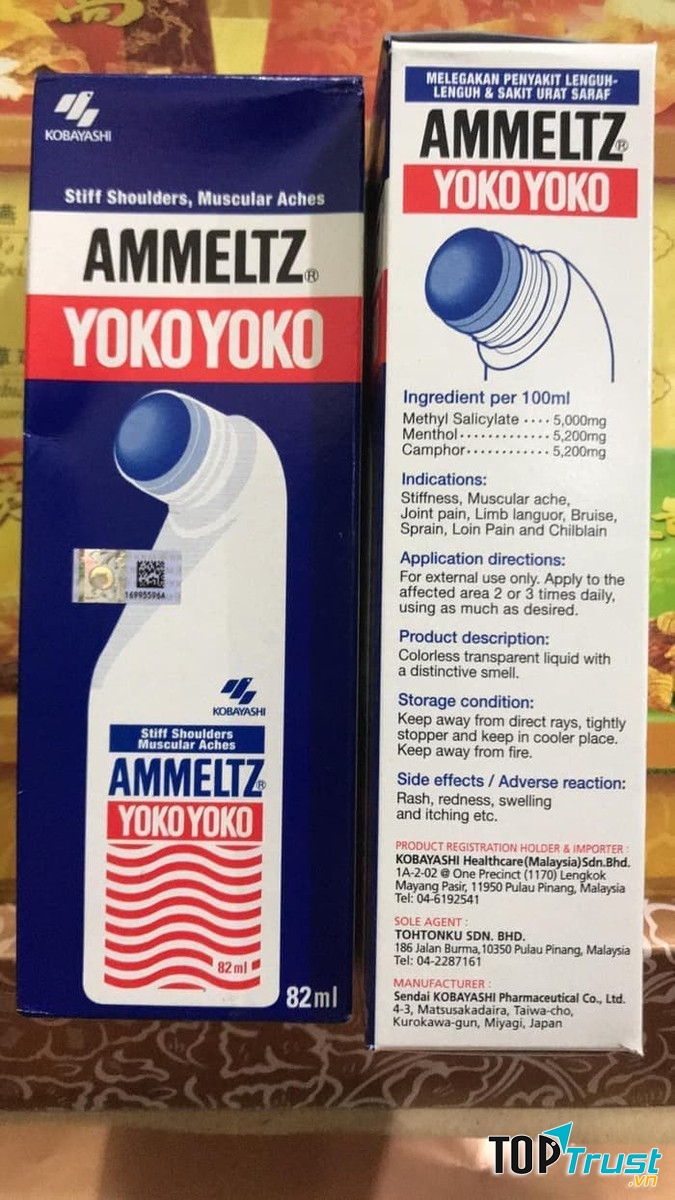 KOBAYASHI
Stiff Shoulders, Muscular Aches
AMMELTZ®
YOKO YOKO
169955964
KOBAYASHI
Stiff Shoulders
Muscular Aches
AMMELTZ®
YOKO YOKO
82ml
82ml
MELEGAKAN PENYAKIT LENGUH-
LENGUH & SAKIT URAT SARAF
AMMELTZ®
YOKO YOKO
Ingredient per 100ml
Methyl Salicylate ···· 5,000mg
Menthol ············ 5,200mg
Camphor ············ 5,200mg
Indications:
Stiffness, Muscular ache,
Joint pain, Limb languor, Bruise,
Sprain, Loin Pain and Chilblain
Application directions:
For external use only. Apply to the
affected area 2 or 3 times daily,
using as much as desired.
Product description:
Colorless transparent liquid with
a distinctive smell.
Storage condition:
Keep away from direct rays, tightly
stopper and keep in cooler place.
Keep away from fire.
Side effects / Adverse reaction:
Rash, redness, swelling
and itching etc.
PRODUCT REGISTRATION HOLDER & IMPORTER :
KOBAYASHI Healthcare(Malaysia)Sdn.Bhd.
1A-2-02 @ One Precinct (1170) Lengkok
Mayang Pasir, 11950 Pulau Pinang, Malaysia
Tel: 04-6192541
SOLE AGENT :
TOHTONKU SDN. BHD.
186 Jalan Burma,10350 Pulau Pinang, Malaysia
Tel: 04-2287161
MANUFACTURER :
Sendai KOBAYASHI Pharmaceutical Co., Ltd.
4-3, Matsusakadaira, Taiwa-cho,
Kurokawa-gun, Miyagi, Japan
TOPTrust
.vn